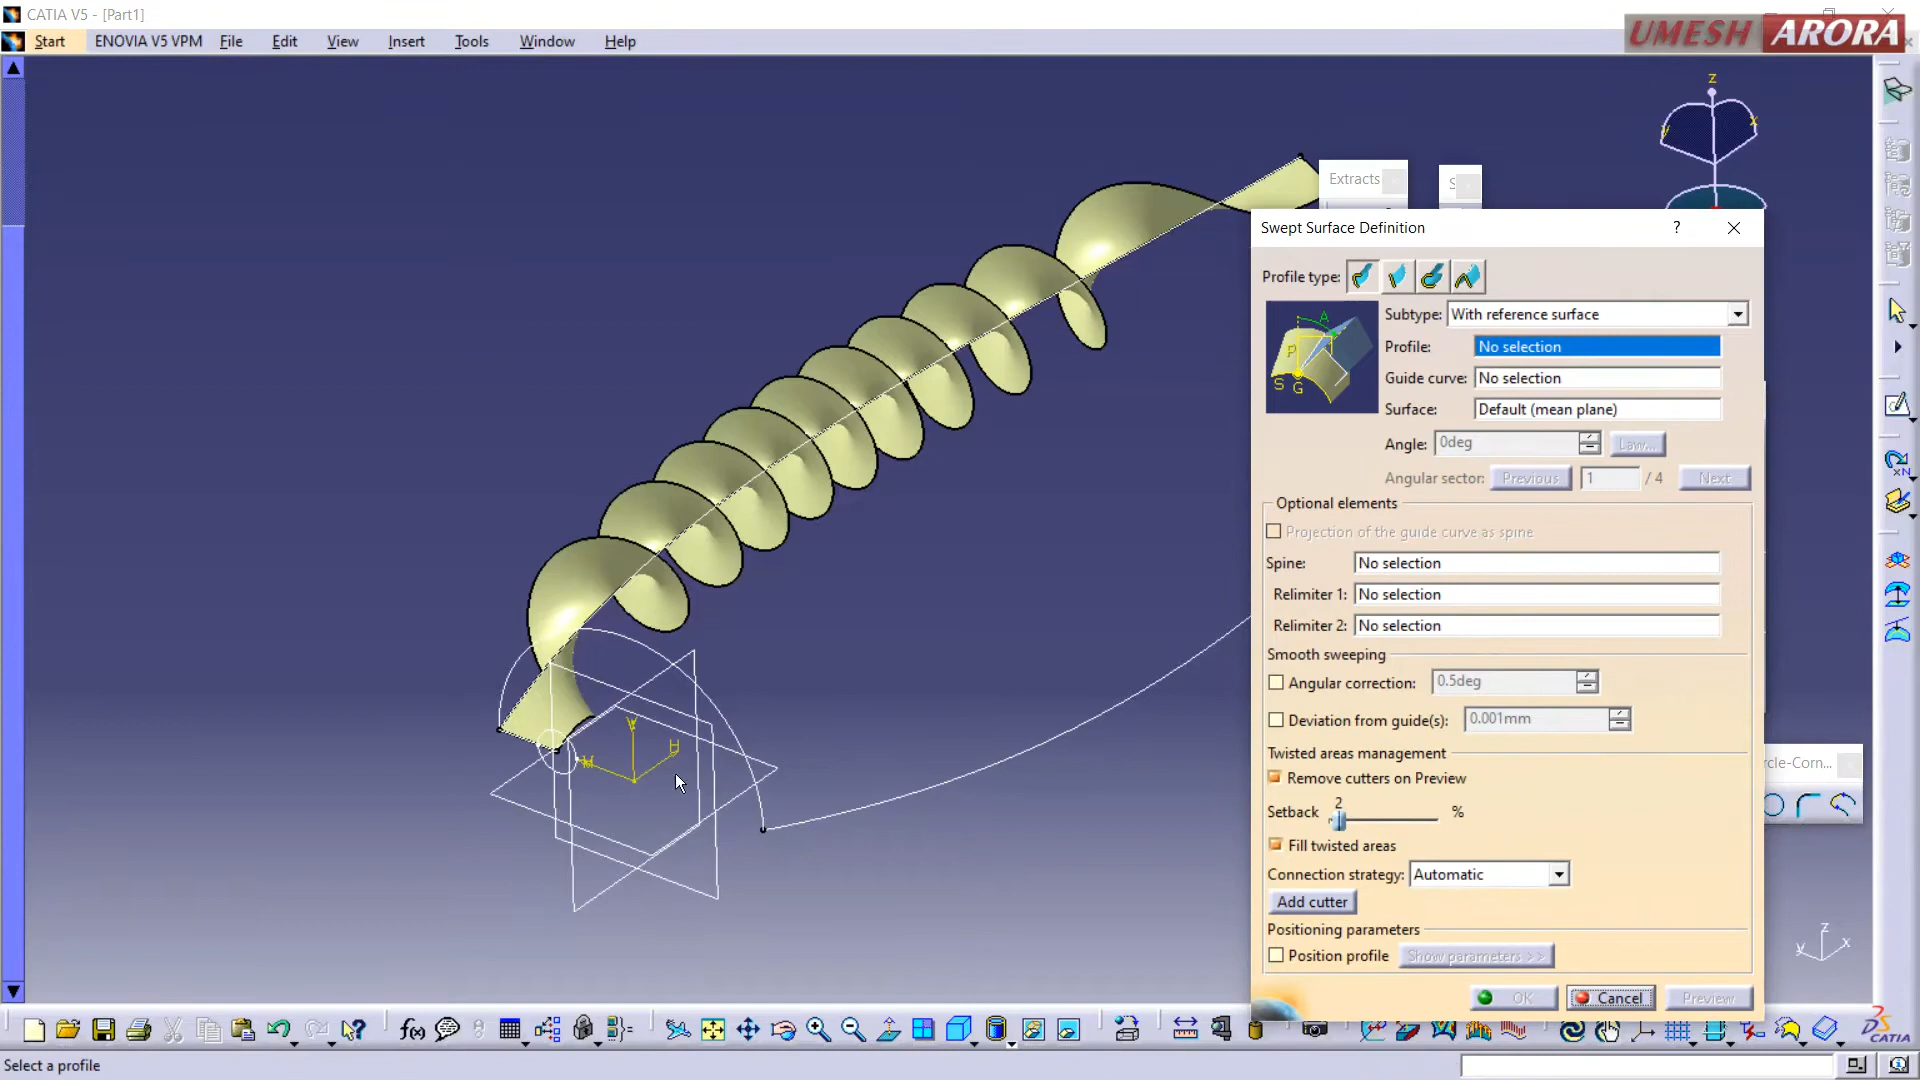 CATIA V5 - [Part1]
UMESH ARORA
Start ENOVIA V5 VPM File Edit View Insert Tools Window Help
z
y x
Extracts
S
Swept Surface Definition ?
Profile type:
Subtype: With reference surface
Profile: No selection
Guide curve: No selection
Surface: Default (mean plane)
A
P
S G
Angle: 0deg Law...
Angular sector: Previous 1 / 4 Next
Optional elements
Projection of the guide curve as spine
Spine: No selection
Relimiter 1: No selection
Relimiter 2: No selection
Smooth sweeping
Angular correction: 0.5deg
Deviation from guide(s): 0.001mm
Twisted areas management
Remove cutters on Preview
Setback 2 %
Fill twisted areas
Connection strategy: Automatic
Add cutter
Positioning parameters
Position profile Show parameters >>
OK Cancel Preview
rcle-Corn...
V
H
z
y x
f(x)
CATIA
Select a profile